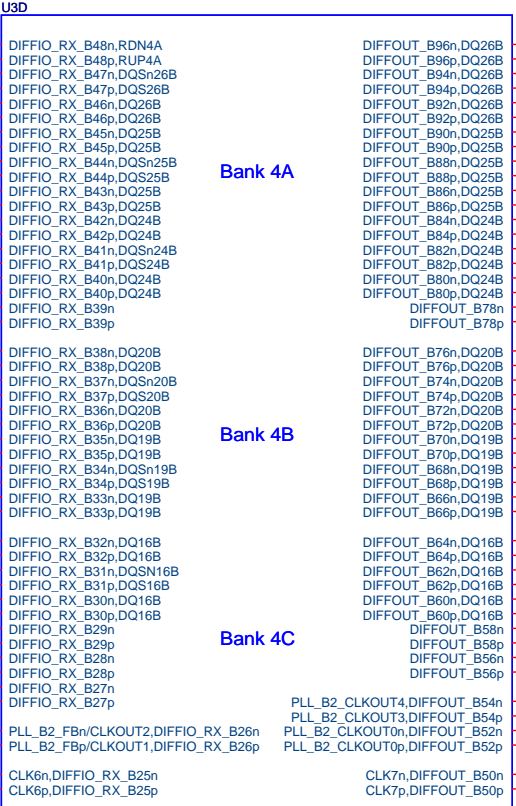 U3D
DIFFIO_RX_B48n,RDN4A DIFFOUT_B96n,DQ26B
DIFFIO_RX_B48p,RUP4A DIFFOUT_B96p,DQ26B
DIFFIO_RX_B47n,DQSn26B DIFFOUT_B94n,DQ26B
DIFFIO_RX_B47p,DQS26B DIFFOUT_B94p,DQ26B
DIFFIO_RX_B46n,DQ26B DIFFOUT_B92n,DQ26B
DIFFIO_RX_B46p,DQ26B DIFFOUT_B92p,DQ26B
DIFFIO_RX_B45n,DQ25B DIFFOUT_B90n,DQ25B
DIFFIO_RX_B45p,DQ25B DIFFOUT_B90p,DQ25B
DIFFIO_RX_B44n,DQSn25B DIFFOUT_B88n,DQ25B
Bank 4A
DIFFIO_RX_B44p,DQS25B DIFFOUT_B88p,DQ25B
DIFFIO_RX_B43n,DQ25B DIFFOUT_B86n,DQ25B
DIFFIO_RX_B43p,DQ25B DIFFOUT_B86p,DQ25B
DIFFIO_RX_B42n,DQ24B DIFFOUT_B84n,DQ24B
DIFFIO_RX_B42p,DQ24B DIFFOUT_B84p,DQ24B
DIFFIO_RX_B41n,DQSn24B DIFFOUT_B82n,DQ24B
DIFFIO_RX_B41p,DQS24B DIFFOUT_B82p,DQ24B
DIFFIO_RX_B40n,DQ24B DIFFOUT_B80n,DQ24B
DIFFIO_RX_B40p,DQ24B DIFFOUT_B80p,DQ24B
DIFFIO_RX_B39n DIFFOUT_B78n
DIFFIO_RX_B39p DIFFOUT_B78p
DIFFIO_RX_B38n,DQ20B DIFFOUT_B76n,DQ20B
DIFFIO_RX_B38p,DQ20B DIFFOUT_B76p,DQ20B
DIFFIO_RX_B37n,DQSn20B DIFFOUT_B74n,DQ20B
DIFFIO_RX_B37p,DQS20B DIFFOUT_B74p,DQ20B
DIFFIO_RX_B36n,DQ20B DIFFOUT_B72n,DQ20B
DIFFIO_RX_B36p,DQ20B DIFFOUT_B72p,DQ20B
Bank 4B
DIFFIO_RX_B35n,DQ19B DIFFOUT_B70n,DQ19B
DIFFIO_RX_B35p,DQ19B DIFFOUT_B70p,DQ19B
DIFFIO_RX_B34n,DQSn19B DIFFOUT_B68n,DQ19B
DIFFIO_RX_B34p,DQS19B DIFFOUT_B68p,DQ19B
DIFFIO_RX_B33n,DQ19B DIFFOUT_B66n,DQ19B
DIFFIO_RX_B33p,DQ19B DIFFOUT_B66p,DQ19B
DIFFIO_RX_B32n,DQ16B DIFFOUT_B64n,DQ16B
DIFFIO_RX_B32p,DQ16B DIFFOUT_B64p,DQ16B
DIFFIO_RX_B31n,DQSN16B DIFFOUT_B62n,DQ16B
DIFFIO_RX_B31p,DQS16B DIFFOUT_B62p,DQ16B
DIFFIO_RX_B30n,DQ16B DIFFOUT_B60n,DQ16B
DIFFIO_RX_B30p,DQ16B DIFFOUT_B60p,DQ16B
DIFFIO_RX_B29n DIFFOUT_B58n
Bank 4C
DIFFIO_RX_B29p DIFFOUT_B58p
DIFFIO_RX_B28n DIFFOUT_B56n
DIFFIO_RX_B28p DIFFOUT_B56p
DIFFIO_RX_B27n
DIFFIO_RX_B27p PLL_B2_CLKOUT4,DIFFOUT_B54n
PLL_B2_CLKOUT3,DIFFOUT_B54p
PLL_B2_FBn/CLKOUT2,DIFFIO_RX_B26n PLL_B2_CLKOUT0n,DIFFOUT_B52n
PLL_B2_FBp/CLKOUT1,DIFFIO_RX_B26p PLL_B2_CLKOUT0p,DIFFOUT_B52p
CLK6n,DIFFIO_RX_B25n CLK7n,DIFFOUT_B50n
CLK6p,DIFFIO_RX_B25p CLK7p,DIFFOUT_B50p